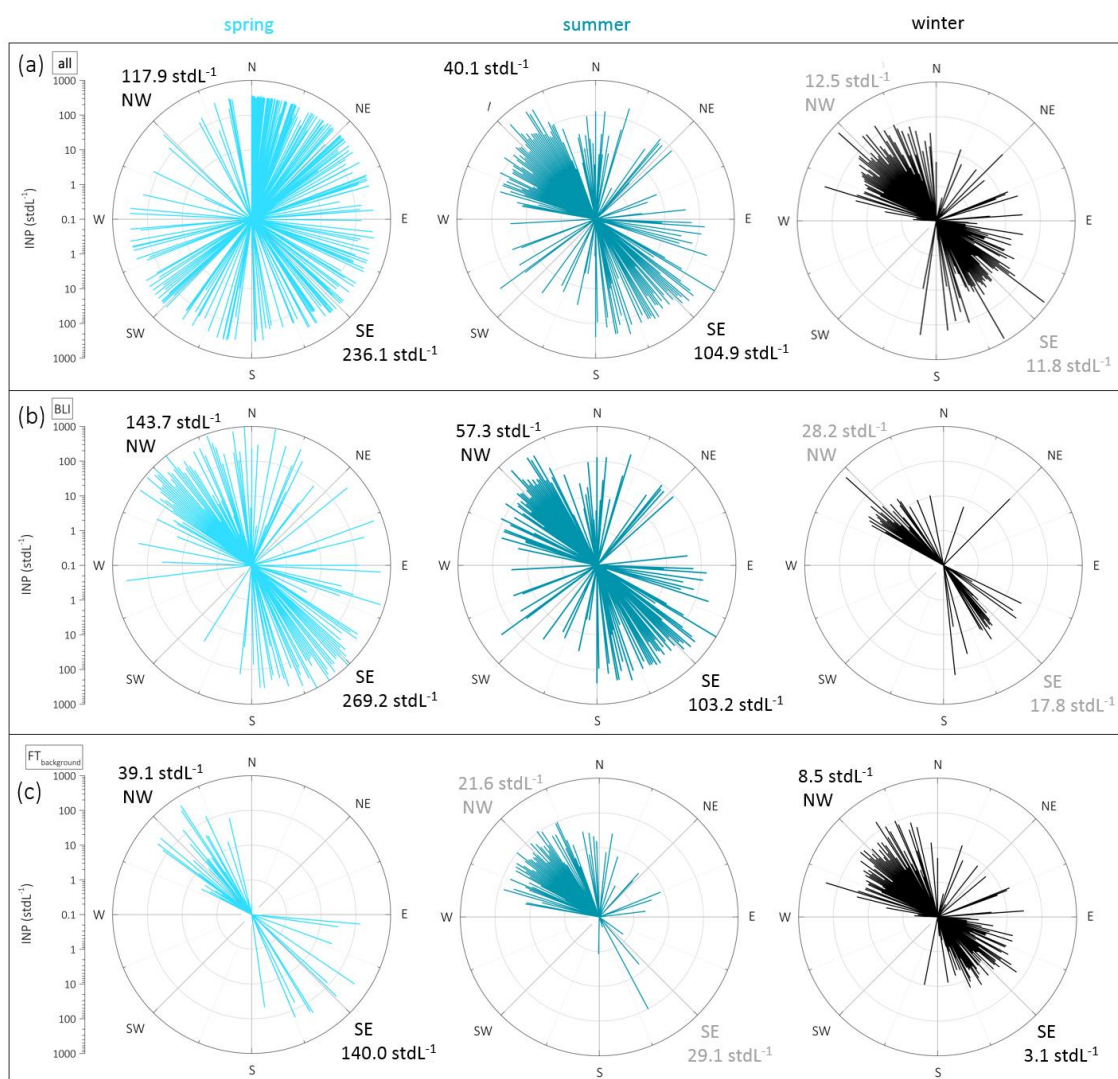 spring summer winter
(a) all
117.9 stdL⁻¹
NW
40.1 stdL⁻¹
12.5 stdL⁻¹
NW
N
NE
E
SE
236.1 stdL⁻¹
S
SW
W
N
NE
E
SE
104.9 stdL⁻¹
S
SW
W
N
NE
E
SE
11.8 stdL⁻¹
S
SW
W
INP (stdL⁻¹)
1000
100
10
1
0.1
1
10
100
1000
(b) BLI
143.7 stdL⁻¹
NW
57.3 stdL⁻¹
NW
28.2 stdL⁻¹
NW
N
NE
E
SE
269.2 stdL⁻¹
S
SW
W
N
NE
E
SE
103.2 stdL⁻¹
S
SW
W
N
NE
E
SE
17.8 stdL⁻¹
S
SW
W
INP (stdL⁻¹)
1000
100
10
1
0.1
1
10
100
1000
(c) FTbackground
39.1 stdL⁻¹
NW
21.6 stdL⁻¹
NW
8.5 stdL⁻¹
NW
N
NE
E
SE
140.0 stdL⁻¹
S
SW
W
N
NE
E
SE
29.1 stdL⁻¹
S
SW
W
N
NE
E
SE
3.1 stdL⁻¹
S
SW
W
INP (stdL⁻¹)
1000
100
10
1
0.1
1
10
100
1000